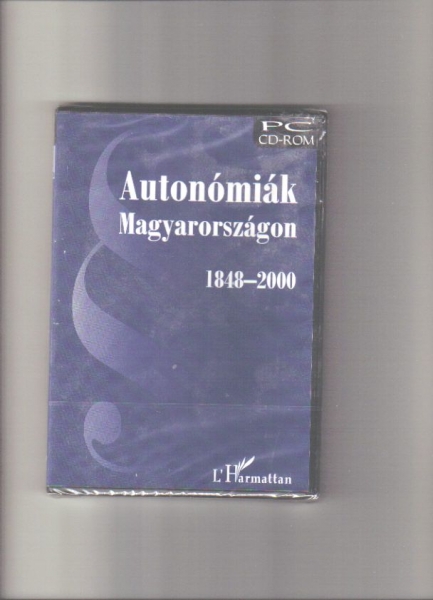 PC
CD-ROM
Autonómiák
Magyarországon
1848–2000
L'Harmattan